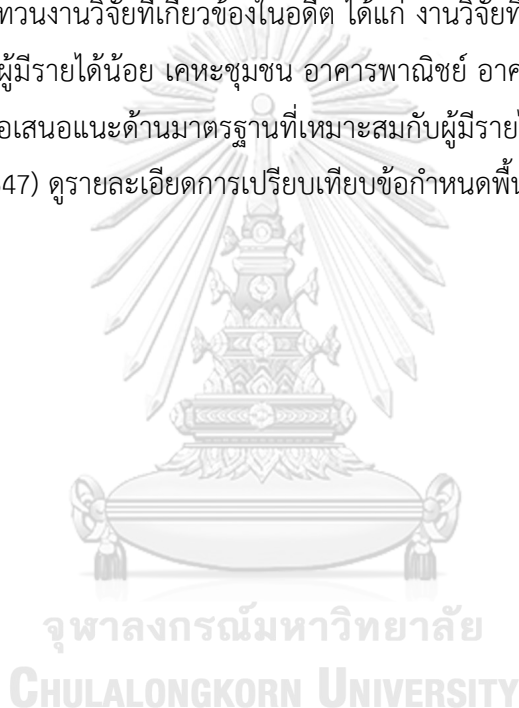 ทวนงานวิจัยที่เกี่ยวข้องในอดีต ได้แก่ งานวิจัยที่
ผู้มีรายได้น้อย เคหะชุมชน อาคารพาณิชย์ อาค
อเสนอแนะด้านมาตรฐานที่เหมาะสมกับผู้มีรายไ
47) ดูรายละเอียดการเปรียบเทียบข้อกำหนดพื้น
จุฬาลงกรณ์มหาวิทยาลัย
CHULALONGKORN UNIVERSITY